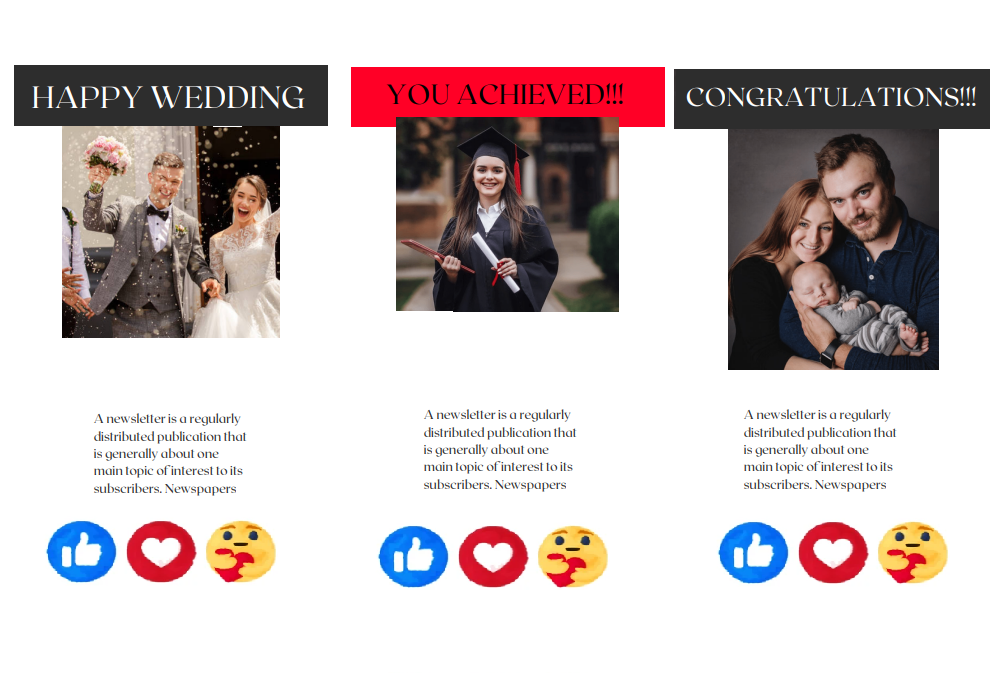 HAPPY WEDDING
A newsletter is a regularly
distributed publication that
is generally about one
main topic of interest to its
subscribers. Newspapers
YOU ACHIEVED!!!
A newsletter is a regularly
distributed publication that
is generally about one
main topic of interest to its
subscribers. Newspapers
CONGRATULATIONS!!!
A newsletter is a regularly
distributed publication that
is generally about one
main topic of interest to its
subscribers. Newspapers